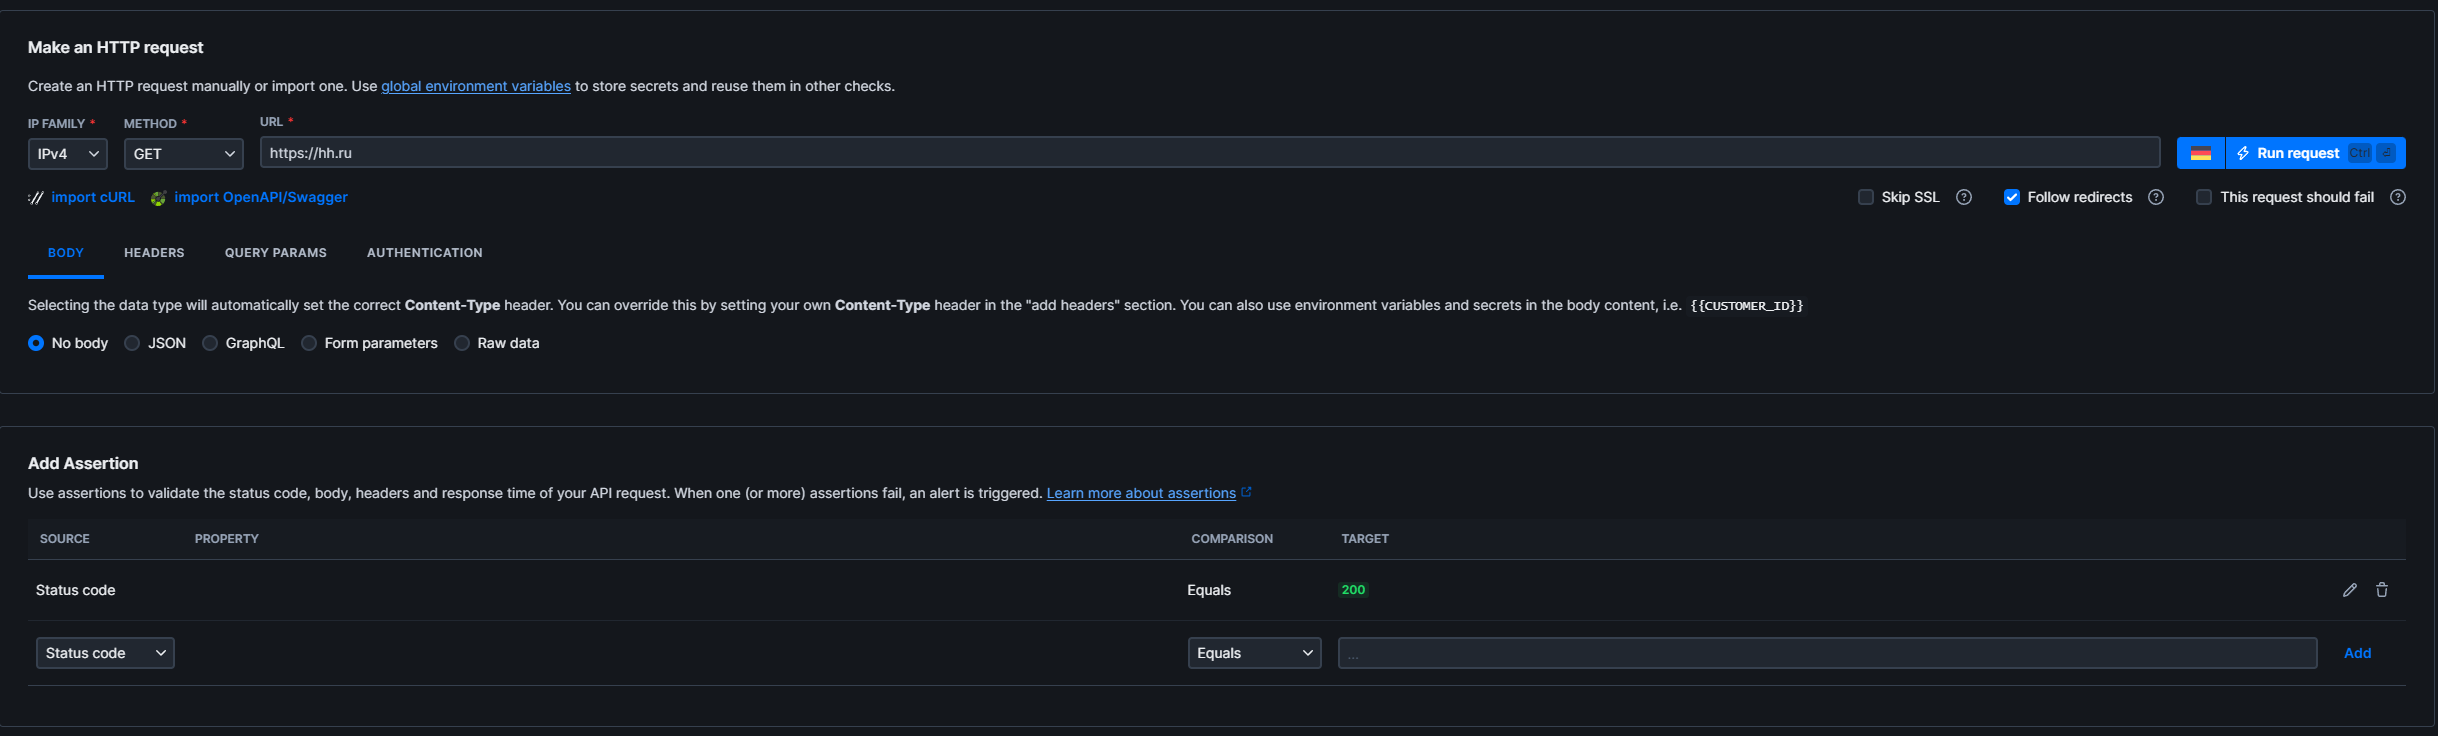 Make an HTTP request
Create an HTTP request manually or import one. Use global environment variables to store secrets and reuse them in other checks.
IP FAMILY * METHOD * URL *
IPv4 GET https://hh.ru Run request Ctrl ⏎
import cURL import OpenAPI/Swagger Skip SSL ? Follow redirects ? This request should fail ?
BODY HEADERS QUERY PARAMS AUTHENTICATION
Selecting the data type will automatically set the correct Content-Type header. You can override this by setting your own Content-Type header in the "add headers" section. You can also use environment variables and secrets in the body content, i.e. {{CUSTOMER_ID}}
No body JSON GraphQL Form parameters Raw data
Add Assertion
Use assertions to validate the status code, body, headers and response time of your API request. When one (or more) assertions fail, an alert is triggered. Learn more about assertions
SOURCE PROPERTY COMPARISON TARGET
Status code Equals 200
Status code Equals ... Add